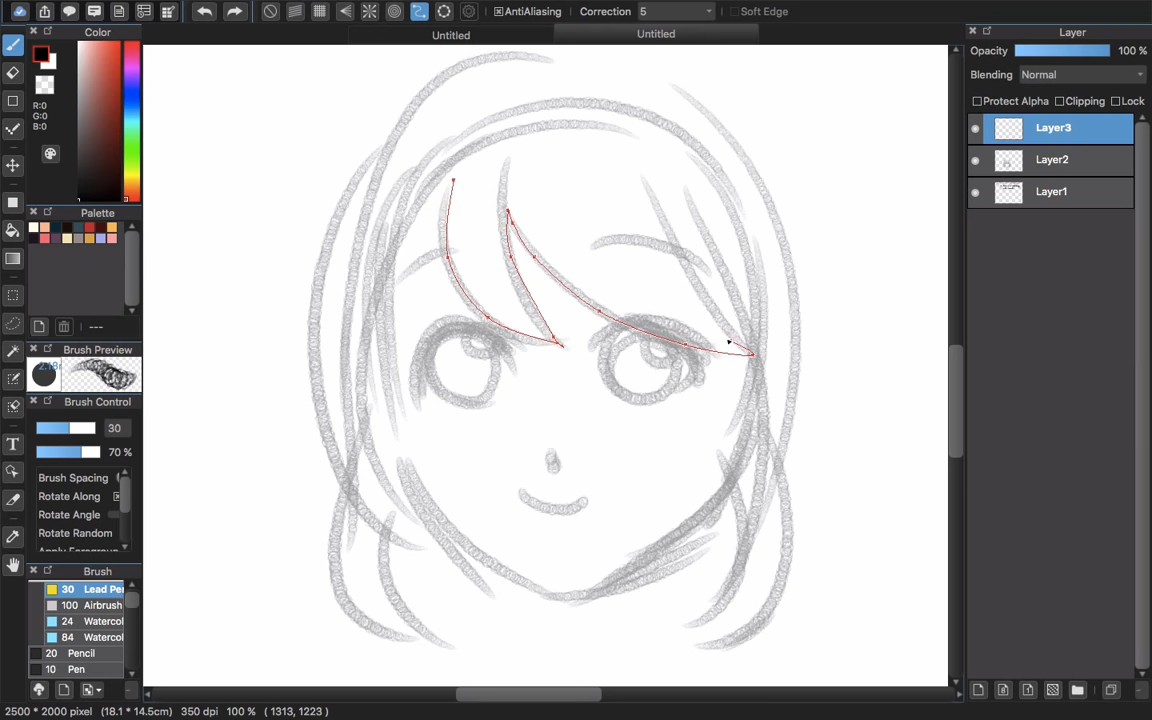 AntiAliasing Correction 5 Soft Edge
Untitled Untitled
Color
R:0
G:0
B:0
Palette
---
Brush Preview
Brush Control
30
70 %
Brush Spacing
Rotate Along
Rotate Angle
Rotate Random
Brush
30 Lead Pe
100 Airbrush
24 Watercol
84 Watercol
20 Pencil
10 Pen
T
Layer
Opacity 100 %
Blending Normal
Protect Alpha Clipping Lock
Layer3
Layer2
Layer1
2500 * 2000 pixel (18.1 * 14.5cm) 350 dpi 100 % ( 1313, 1223 )